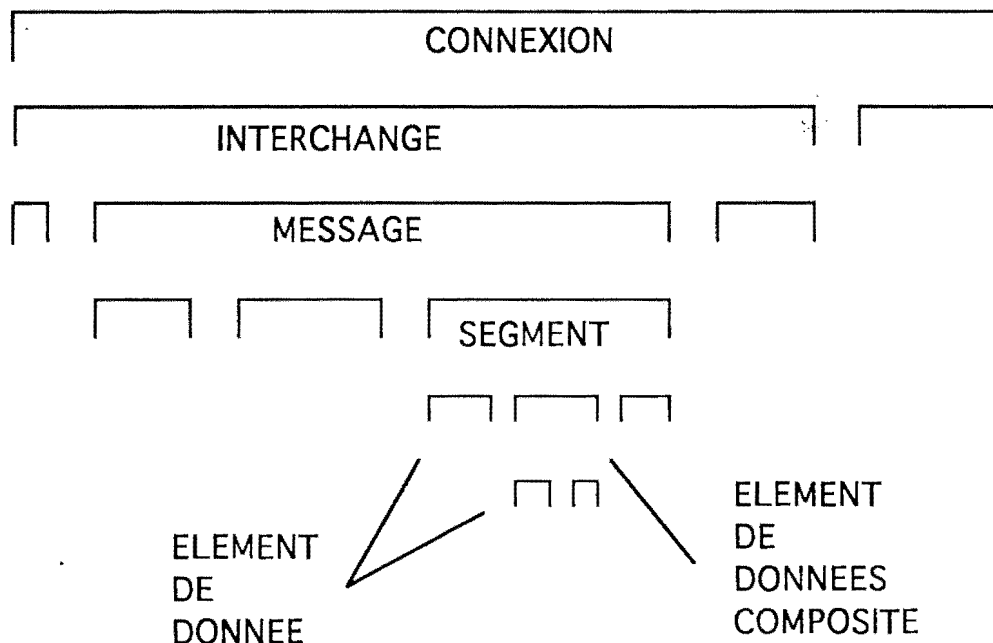 CONNEXION
INTERCHANGE
MESSAGE
SEGMENT
ELEMENT
DE
DONNEE
ELEMENT
DE
DONNEES
COMPOSITE